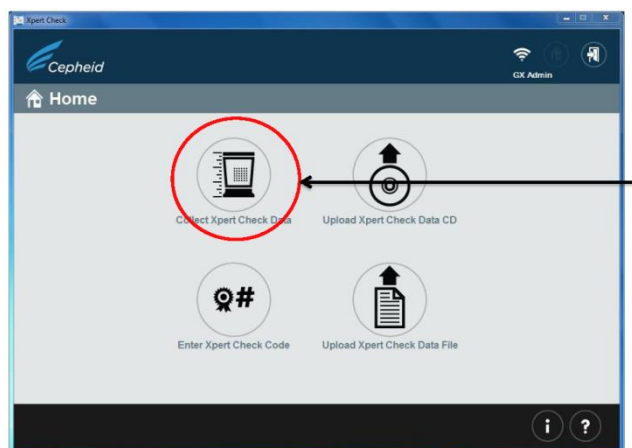 Xpert Check
Cepheid
GX Admin
Home
Collect Xpert Check Data
Upload Xpert Check Data CD
#
Enter Xpert Check Code
Upload Xpert Check Data File
i
?